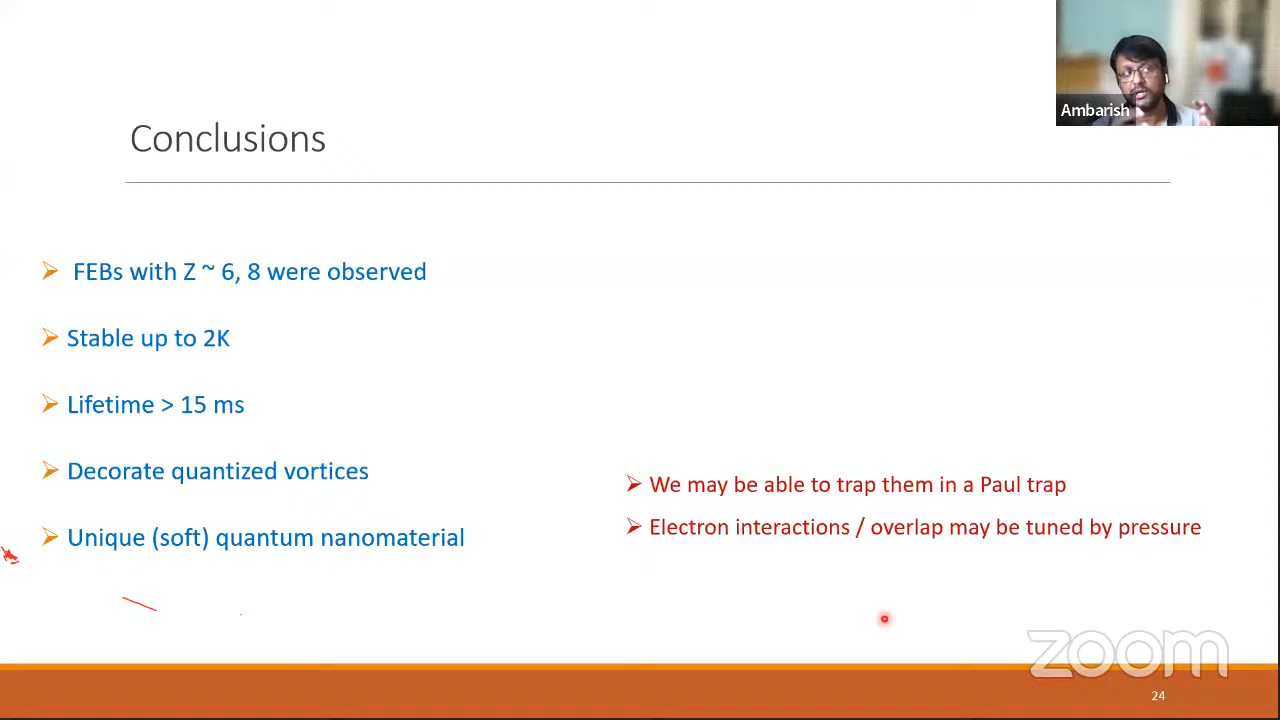 Ambarish
Conclusions
FEBs with Z ~ 6, 8 were observed
Stable up to 2K
Lifetime > 15 ms
Decorate quantized vortices
Unique (soft) quantum nanomaterial
We may be able to trap them in a Paul trap
Electron interactions / overlap may be tuned by pressure
zoom
24